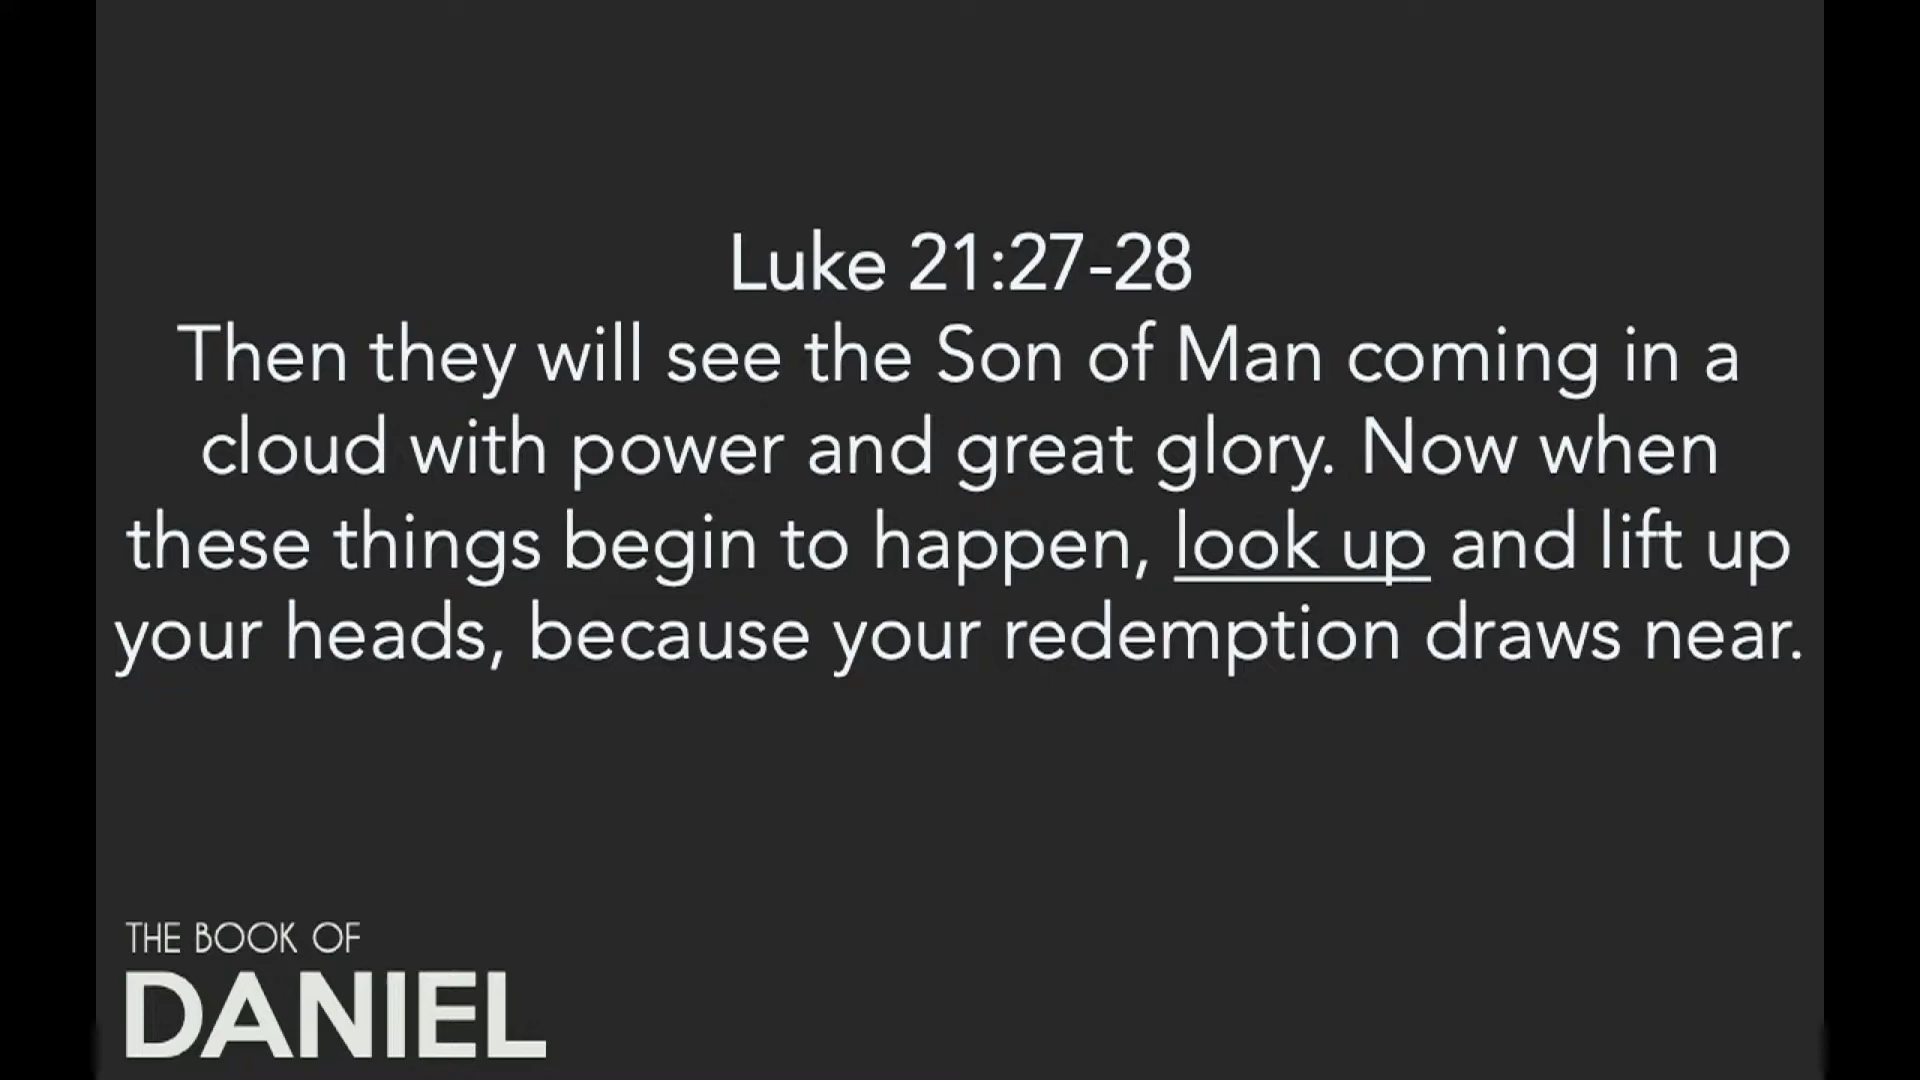 Luke 21:27-28
Then they will see the Son of Man coming in a
cloud with power and great glory. Now when
these things begin to happen, look up and lift up
your heads, because your redemption draws near.
THE BOOK OF
DANIEL